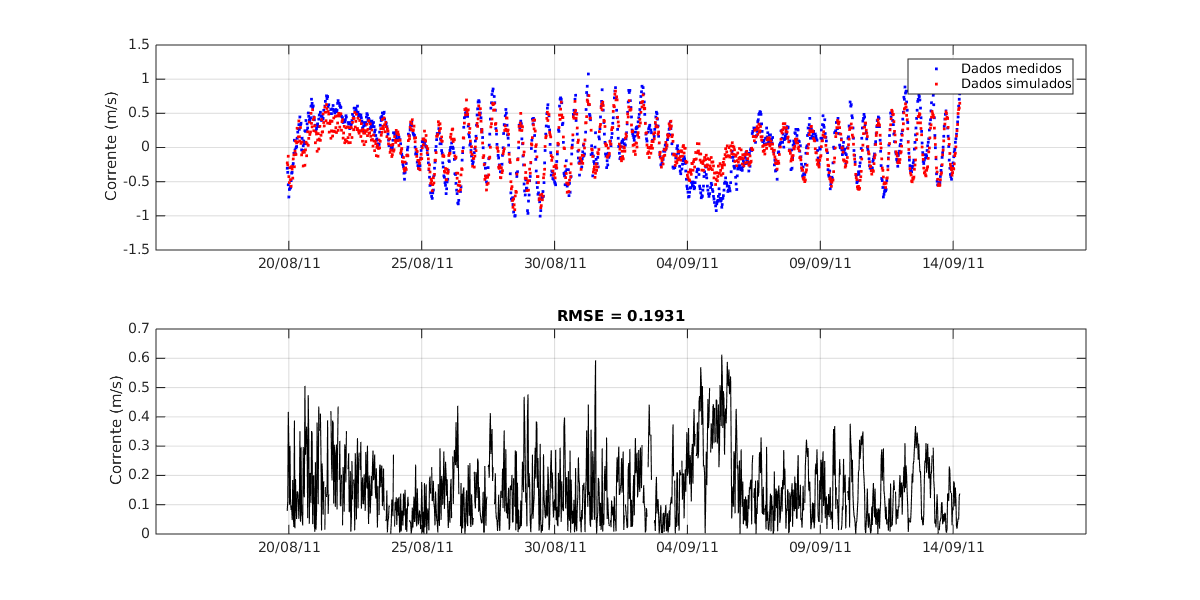 1.5
1
0.5
0
-0.5
-1
-1.5
Corrente (m/s)
Dados medidos
Dados simulados
20/08/11 25/08/11 30/08/11 04/09/11 09/09/11 14/09/11
RMSE = 0.1931
0.7
0.6
0.5
0.4
0.3
0.2
0.1
0
Corrente (m/s)
20/08/11 25/08/11 30/08/11 04/09/11 09/09/11 14/09/11